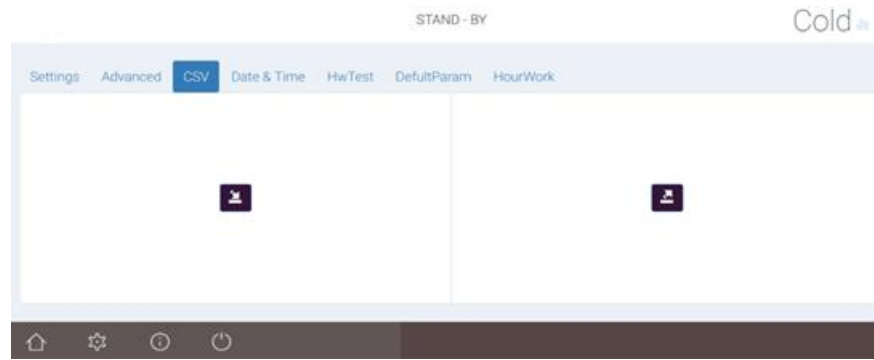 STAND - BY
Cold
Settings Advanced CSV Date & Time HwTest DefultParam HourWork